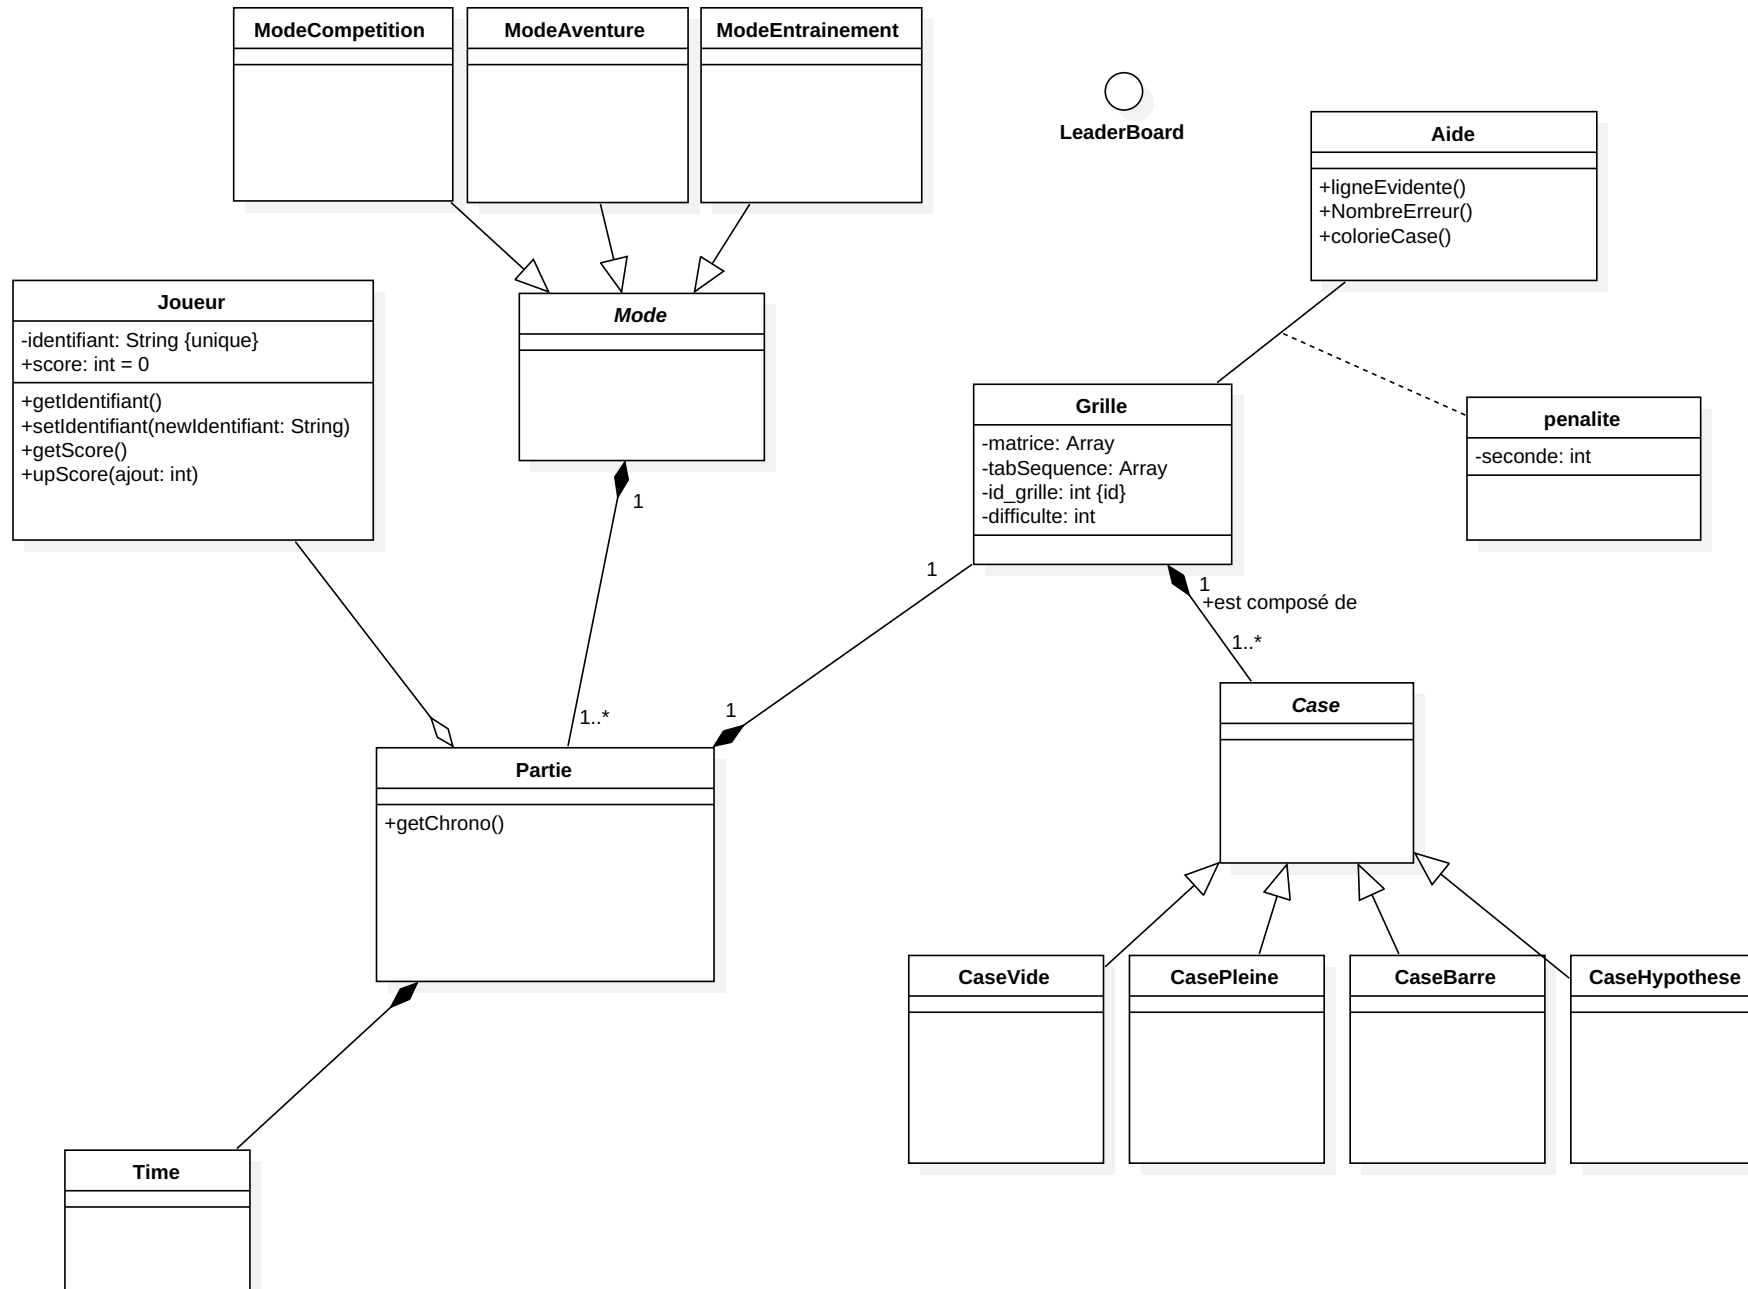 ModeCompetition
ModeAventure
ModeEntrainement
LeaderBoard
Aide
+ligneEvidente()
+NombreErreur()
+colorieCase()
Joueur
-identifiant: String {unique}
+score: int = 0
+getIdentifiant()
+setIdentifiant(newIdentifiant: String)
+getScore()
+upScore(ajout: int)
Mode
1
1..*
Grille
-matrice: Array
-tabSequence: Array
-id_grille: int {id}
-difficulte: int
penalite
-seconde: int
1
1
1
+est composé de
1..*
Case
Partie
+getChrono()
CaseVide
CasePleine
CaseBarre
CaseHypothese
Time